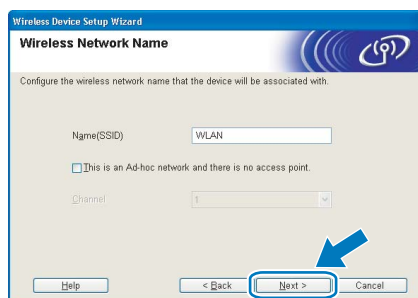 Wireless Device Setup Wizard
Wireless Network Name
Configure the wireless network name that the device will be associated with.
Name(SSID) WLAN
This is an Ad-hoc network and there is no access point.
Channel 1
Help < Back Next > Cancel